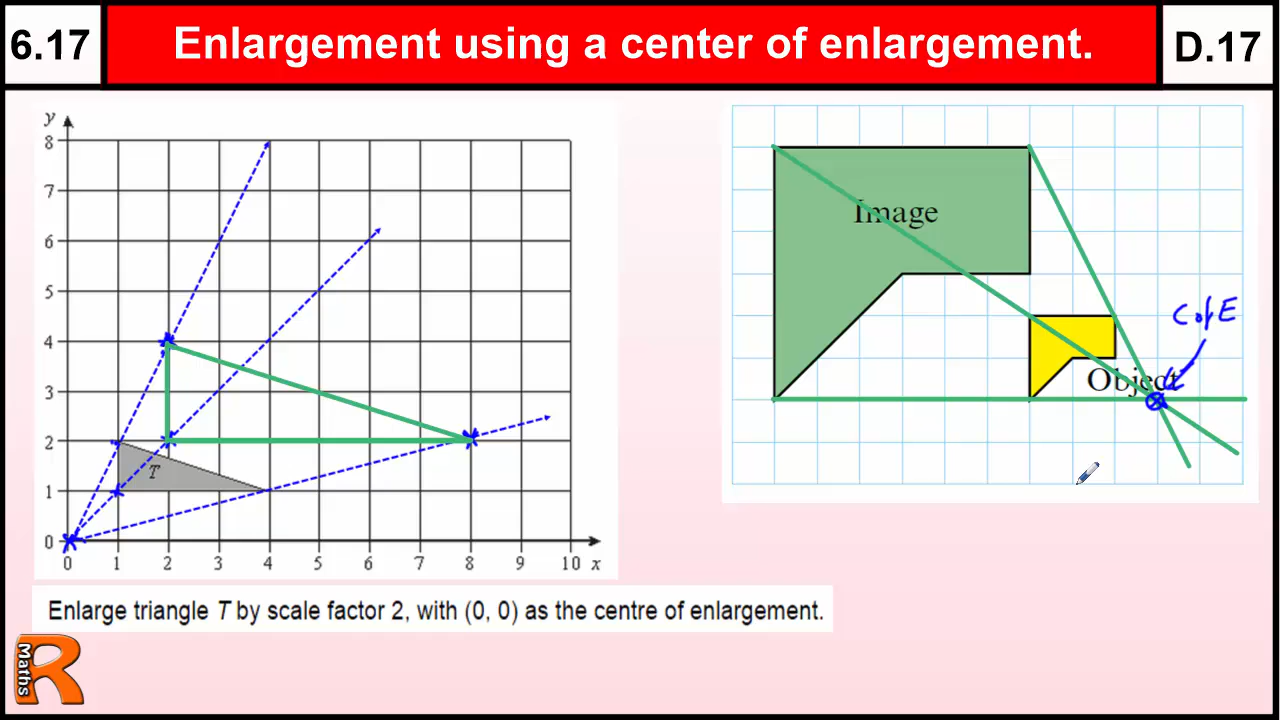 6.17
Enlargement using a center of enlargement.
D.17
y
8
7
6
5
4
3
2
1
0
T
0 1 2 3 4 5 6 7 8 9 10 x
Image
C of E
Object
Enlarge triangle T by scale factor 2, with (0, 0) as the centre of enlargement.
R
Maths